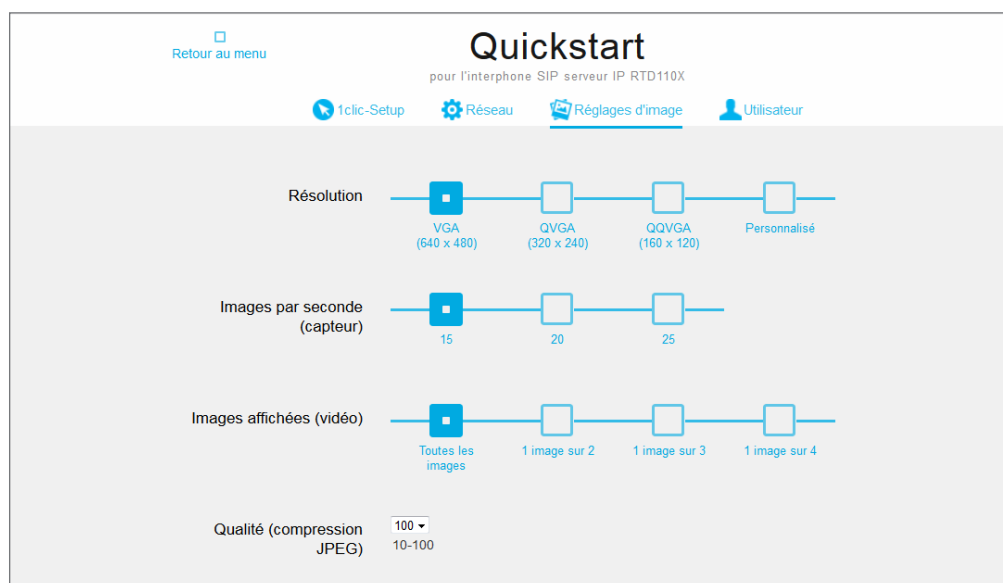 Retour au menu
Quickstart
pour l'interphone SIP serveur IP RTD110X
1clic-Setup
Réseau
Réglages d'image
Utilisateur
Résolution
VGA
(640 x 480)
QVGA
(320 x 240)
QQVGA
(160 x 120)
Personnalisé
Images par seconde
(capteur)
15
20
25
Images affichées (vidéo)
Toutes les
images
1 image sur 2
1 image sur 3
1 image sur 4
Qualité (compression
JPEG)
100
10-100